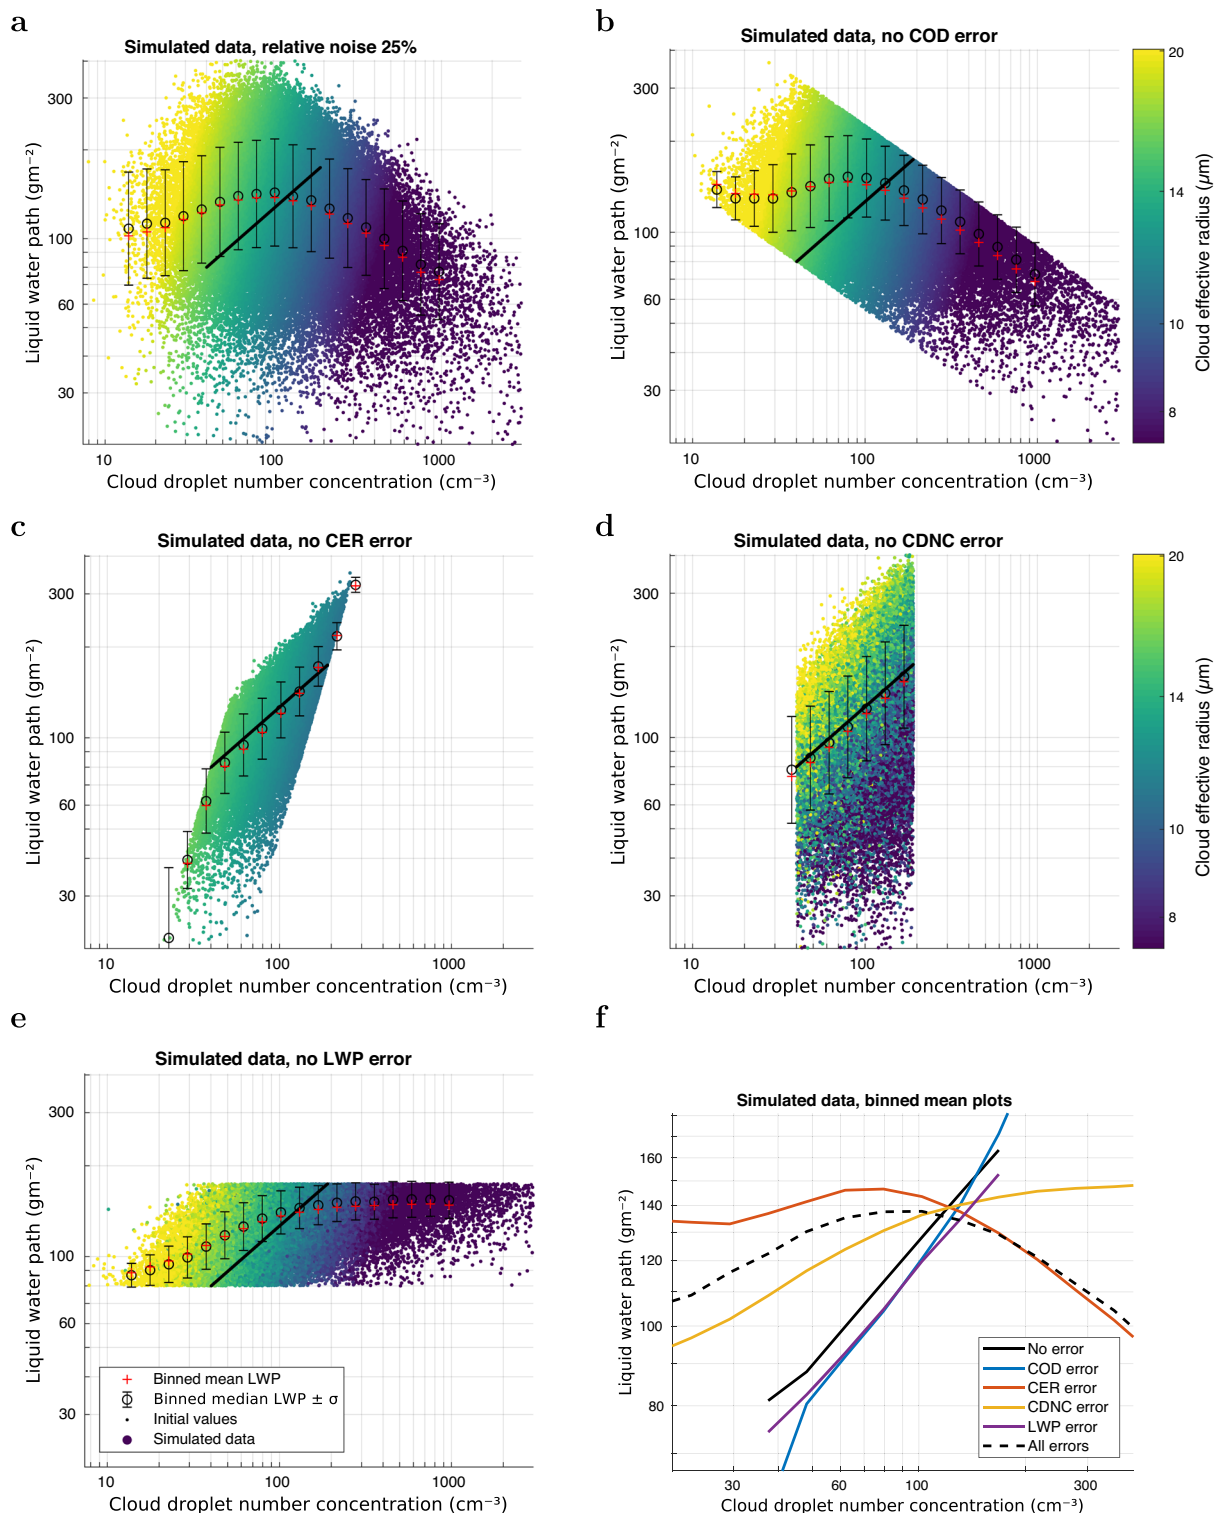 a
Simulated data, relative noise 25%
300
100
60
30
Liquid water path (gm⁻²)
10
100
1000
Cloud droplet number concentration (cm⁻³)
b
Simulated data, no COD error
300
100
60
30
Liquid water path (gm⁻²)
10
100
1000
Cloud droplet number concentration (cm⁻³)
20
14
10
8
Cloud effective radius (μm)
c
Simulated data, no CER error
300
100
60
30
Liquid water path (gm⁻²)
10
100
1000
Cloud droplet number concentration (cm⁻³)
d
Simulated data, no CDNC error
300
100
60
30
Liquid water path (gm⁻²)
10
100
1000
Cloud droplet number concentration (cm⁻³)
20
14
10
8
Cloud effective radius (μm)
e
Simulated data, no LWP error
300
100
60
30
Liquid water path (gm⁻²)
Binned mean LWP
Binned median LWP ± σ
Initial values
Simulated data
10
100
1000
Cloud droplet number concentration (cm⁻³)
f
Simulated data, binned mean plots
160
140
120
100
80
Liquid water path (gm⁻²)
No error
COD error
CER error
CDNC error
LWP error
All errors
30
100
300
Cloud droplet number concentration (cm⁻³)